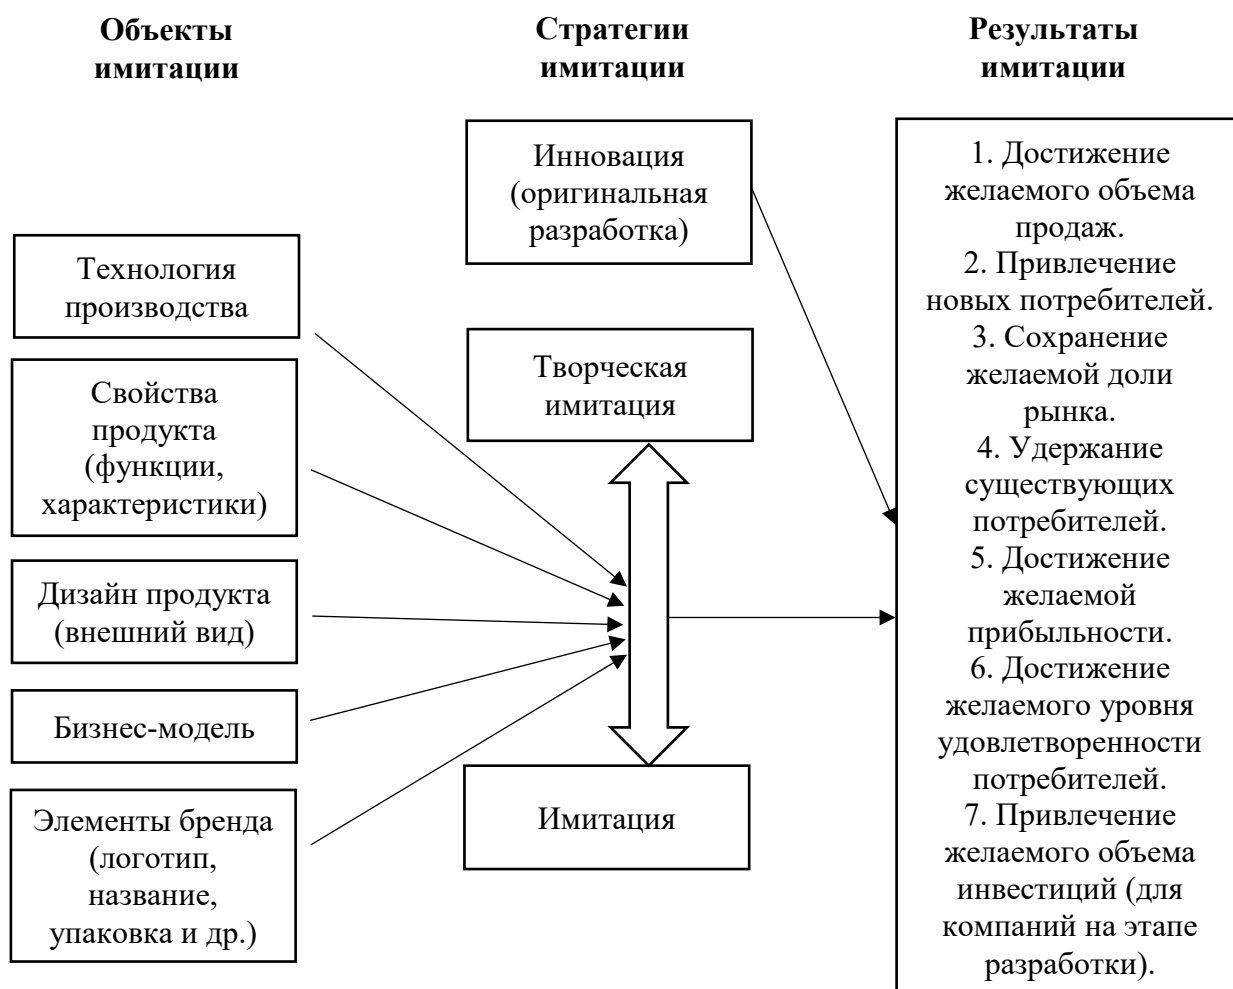 Объекты
имитации
Стратегии
имитации
Результаты
имитации
Технология
производства
Свойства
продукта
(функции,
характеристики)
Дизайн продукта
(внешний вид)
Бизнес-модель
Элементы бренда
(логотип,
название,
упаковка и др.)
Инновация
(оригинальная
разработка)
Творческая
имитация
Имитация
1. Достижение
желаемого объема
продаж.
2. Привлечение
новых потребителей.
3. Сохранение
желаемой доли
рынка.
4. Удержание
существующих
потребителей.
5. Достижение
желаемой
прибыльности.
6. Достижение
желаемого уровня
удовлетворенности
потребителей.
7. Привлечение
желаемого объема
инвестиций (для
компаний на этапе
разработки).